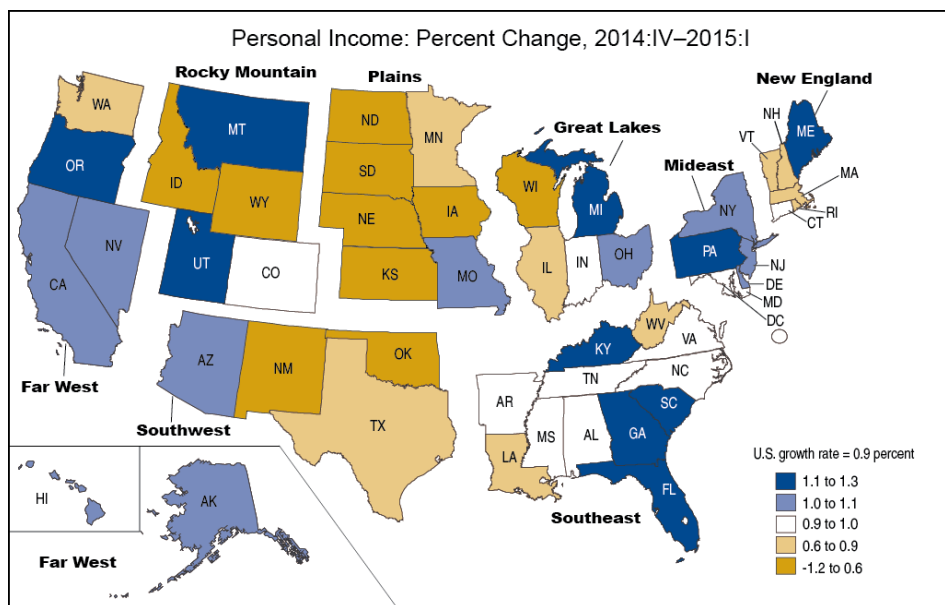 Personal Income: Percent Change, 2014:IV–2015:I
Rocky Mountain
Plains
New England
Great Lakes
Mideast
WA
MT
OR
ID
WY
NV
UT
CO
CA
ND
MN
SD
WI
NE
IA
KS
MO
MI
IL
IN
OH
NH
ME
VT
MA
RI
CT
NY
PA
NJ
DE
MD
DC
AZ
NM
OK
TX
Far West
Southwest
KY
WV
VA
TN
NC
AR
SC
MS
AL
GA
LA
FL
Southeast
HI
AK
Far West
U.S. growth rate = 0.9 percent
1.1 to 1.3
1.0 to 1.1
0.9 to 1.0
0.6 to 0.9
-1.2 to 0.6